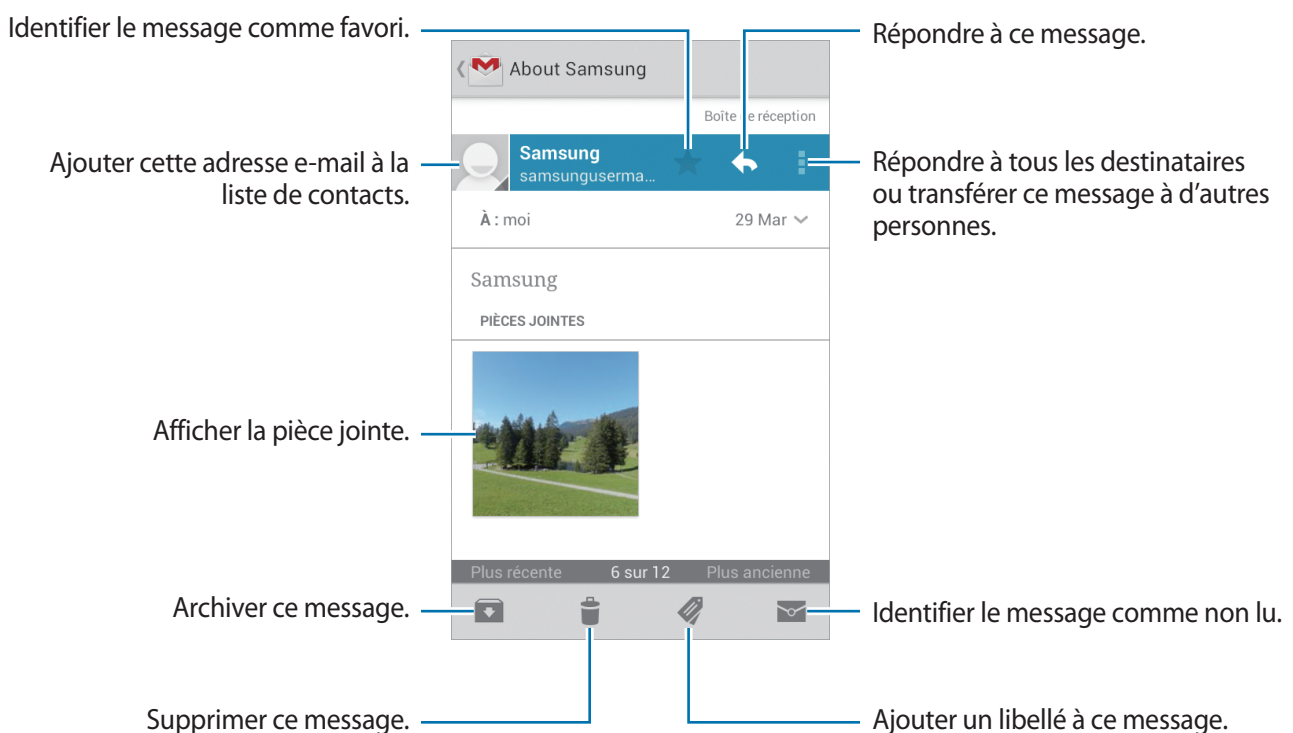 Identifier le message comme favori.
Répondre à ce message.
About Samsung
Boîte de réception
Ajouter cette adresse e-mail à la
liste de contacts.
Samsung
samsunguserma...
Répondre à tous les destinataires
ou transférer ce message à d'autres
personnes.
À : moi
29 Mar
Samsung
PIÈCES JOINTES
Afficher la pièce jointe.
Plus récente
6 sur 12
Plus ancienne
Archiver ce message.
Identifier le message comme non lu.
Supprimer ce message.
Ajouter un libellé à ce message.